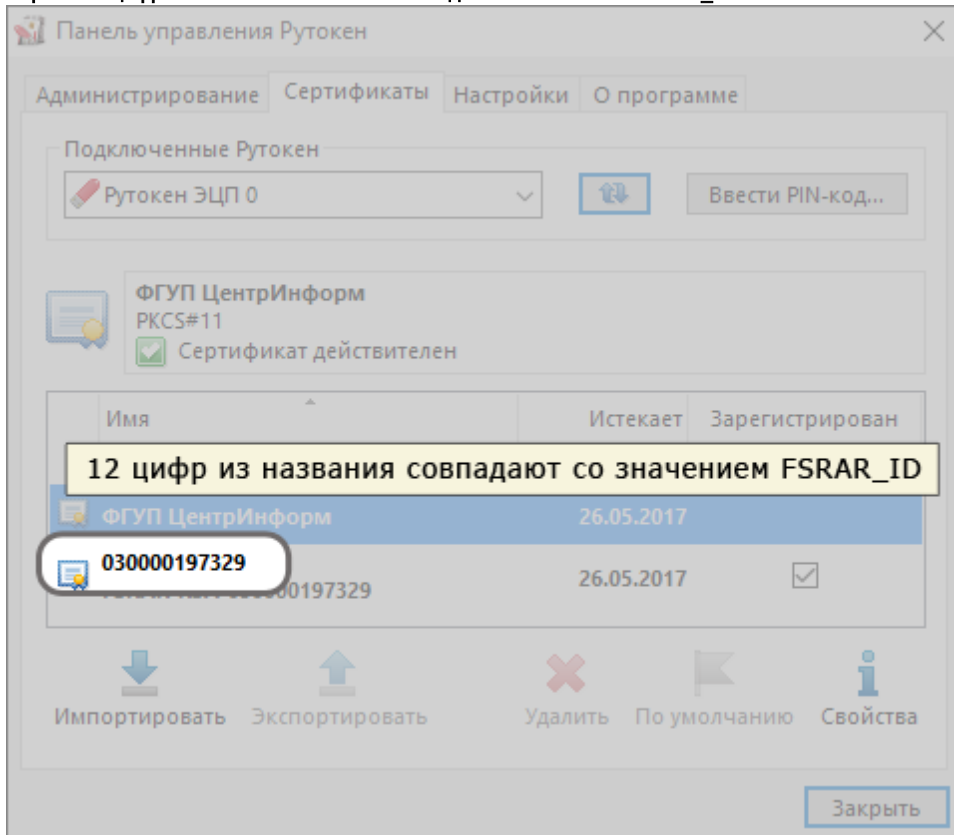 Панель управления Рутокен
Администрирование Сертификаты Настройки О программе
Подключенные Рутокен
Рутокен ЭЦП 0 Ввести PIN-код...
ФГУП ЦентрИнформ
PKCS#11
Сертификат действителен
Имя Истекает Зарегистрирован
12 цифр из названия совпадают со значением FSRAR_ID
ФГУП ЦентрИнформ 26.05.2017
030000197329
00197329 26.05.2017
Импортировать Экспортировать Удалить По умолчанию Свойства
Закрыть